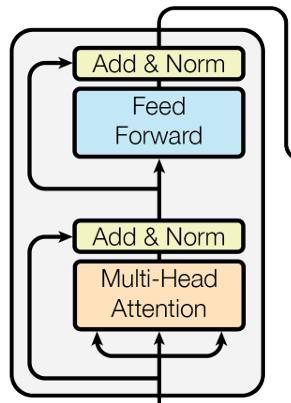 Add & Norm
Feed
Forward
Add & Norm
Multi-Head
Attention